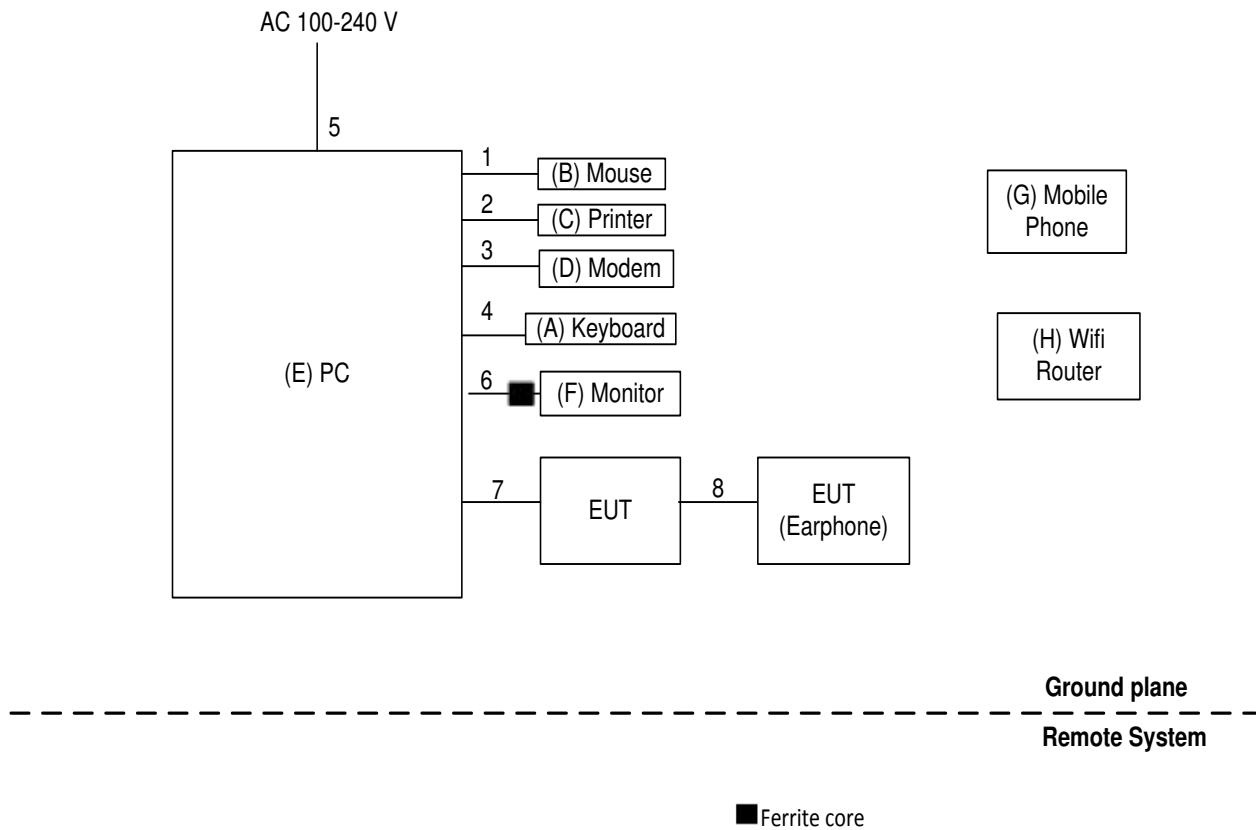 AC 100-240 V
5
1
(B) Mouse
2
(C) Printer
3
(D) Modem
4
(A) Keyboard
(E) PC
6
(F) Monitor
7
EUT
8
EUT
(Earphone)
(G) Mobile
Phone
(H) Wifi
Router
Ground plane
Remote System
Ferrite core